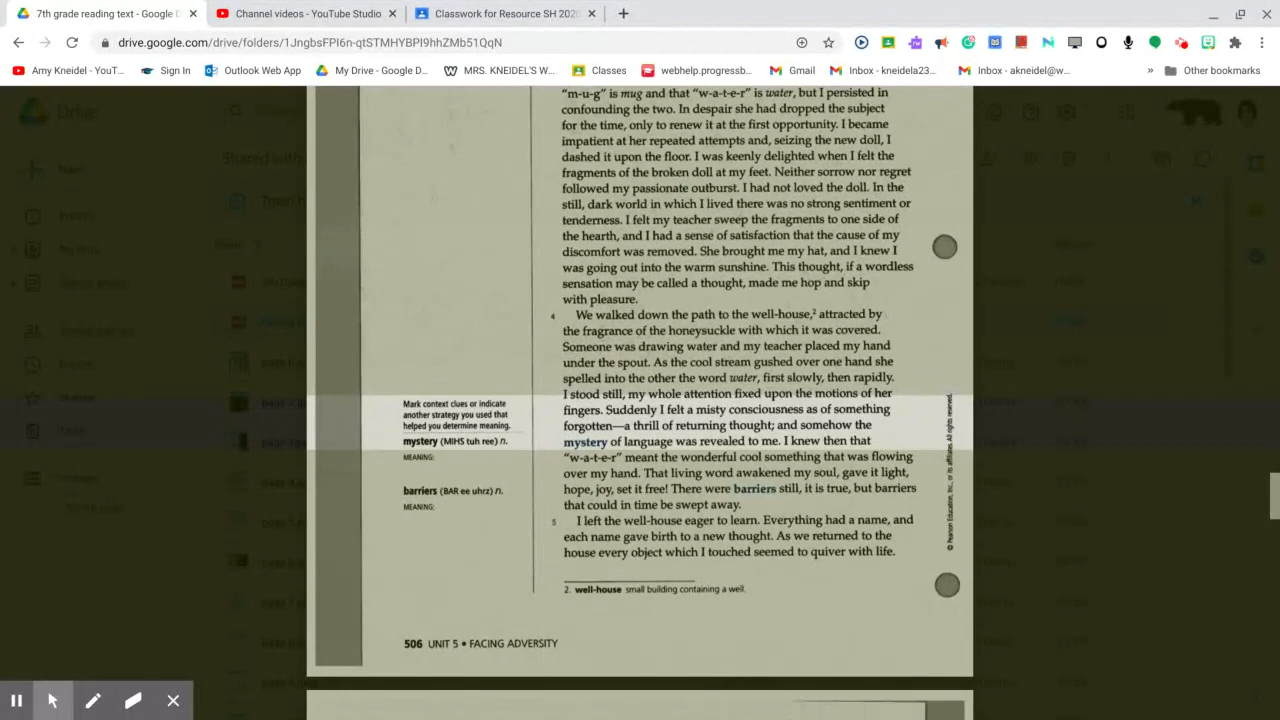 7th grade reading text - Google D
Channel videos - YouTube Studio
Classwork for Resource SH 2020
drive.google.com/drive/folders/1JngbsFPI6n-qtSTMHYBPI9hhZMb51QqN
Amy Kneidel - YouT...
Sign In
Outlook Web App
My Drive - Google D...
MRS. KNEIDEL'S W...
Classes
webhelp.progressb...
Gmail
Inbox - kneidela23...
Inbox - akneidel@w...
»
Other bookmarks
Drive
"m-u-g" is mug and that "w-a-t-e-r" is water, but I persisted in
confounding the two. In despair she had dropped the subject
for the time, only to renew it at the first opportunity. I became
impatient at her repeated attempts and, seizing the new doll, I
dashed it upon the floor. I was keenly delighted when I felt the
fragments of the broken doll at my feet. Neither sorrow nor regret
followed my passionate outburst. I had not loved the doll. In the
still, dark world in which I lived there was no strong sentiment or
tenderness. I felt my teacher sweep the fragments to one side of
the hearth, and I had a sense of satisfaction that the cause of my
discomfort was removed. She brought me my hat, and I knew I
was going out into the warm sunshine. This thought, if a wordless
sensation may be called a thought, made me hop and skip
with pleasure.
4 We walked down the path to the well-house,² attracted by
the fragrance of the honeysuckle with which it was covered.
Someone was drawing water and my teacher placed my hand
under the spout. As the cool stream gushed over one hand she
spelled into the other the word water, first slowly, then rapidly.
I stood still, my whole attention fixed upon the motions of her
fingers. Suddenly I felt a misty consciousness as of something
forgotten—a thrill of returning thought; and somehow the
mystery of language was revealed to me. I knew then that
"w-a-t-e-r" meant the wonderful cool something that was flowing
over my hand. That living word awakened my soul, gave it light,
hope, joy, set it free! There were barriers still, it is true, but barriers
that could in time be swept away.
5 I left the well-house eager to learn. Everything had a name, and
each name gave birth to a new thought. As we returned to the
house every object which I touched seemed to quiver with life.
Mark context clues or indicate
another strategy you used that
helped you determine meaning.
mystery (MIHS tuh ree) n.
MEANING:
barriers (BAR ee uhrz) n.
MEANING:
2. well-house small building containing a well.
506 UNIT 5 • FACING ADVERSITY
© Pearson Education, Inc., or its affiliates. All rights reserved.